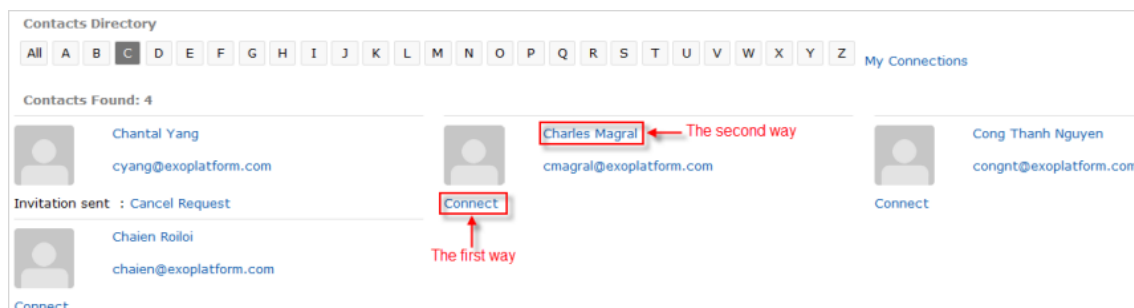 Contacts Directory
All A B C D E F G H I J K L M N O P Q R S T U V W X Y Z My Connections
Contacts Found: 4
Chantal Yang
cyang@exoplatform.com
Invitation sent : Cancel Request
Charles Magral
The second way
cmagral@exoplatform.com
Connect
The first way
Cong Thanh Nguyen
congnt@exoplatform.com
Connect
Chaien Roiloi
chaien@exoplatform.com
Connect